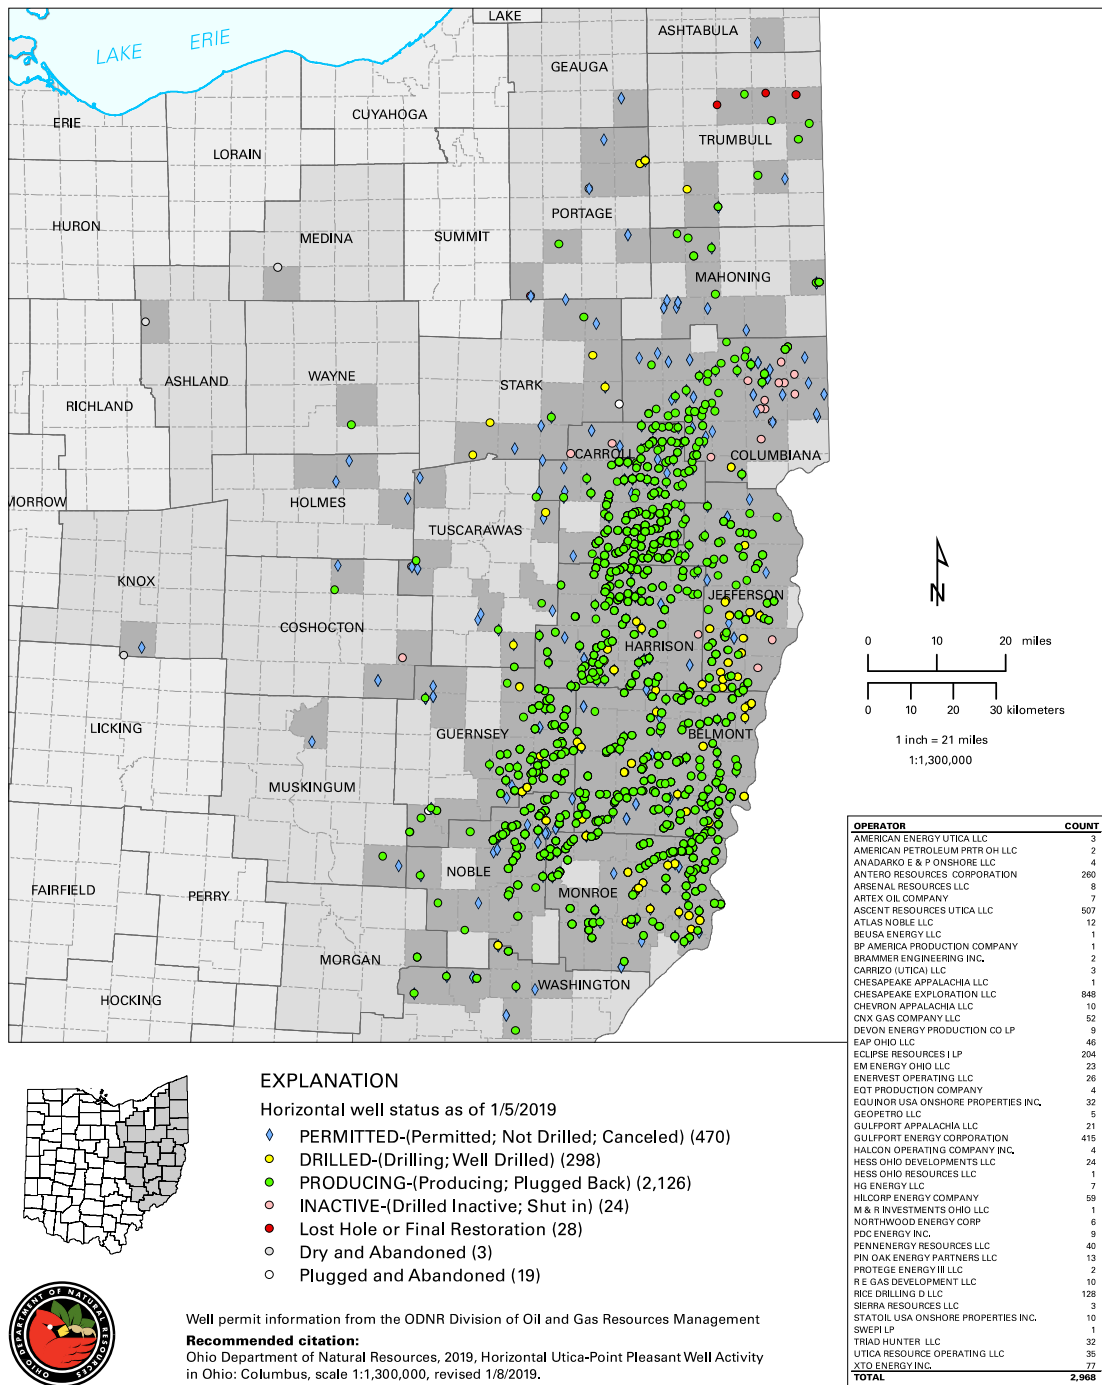 LAKE
ASHTABULA
LAKE ERIE
GEAUGA
CUYAHOGA
ERIE
TRUMBULL
LORAIN
PORTAGE
HURON
MEDINA
SUMMIT
MAHONING
WAYNE
STARK
ASHLAND
RICHLAND
CARROLL
COLUMBIANA
MORROW
HOLMES
TUSCARAWAS
KNOX
JEFFERSON
COSHOCTON
HARRISON
LICKING
GUERNSEY
BELMONT
MUSKINGUM
NOBLE
MONROE
FAIRFIELD
PERRY
MORGAN
WASHINGTON
HOCKING
N
0 10 20 miles
0 10 20 30 kilometers
1 inch = 21 miles
1:1,300,000
OPERATOR COUNT
AMERICAN ENERGY UTICA LLC 3
AMERICAN PETROLEUM PRTR OH LLC 2
ANADARKO E & P ONSHORE LLC 4
ANTERO RESOURCES CORPORATION 260
ARSENAL RESOURCES LLC 8
ARTEX OIL COMPANY 7
ASCENT RESOURCES UTICA LLC 507
ATLAS NOBLE LLC 12
BEUSA ENERGY LLC 1
BP AMERICA PRODUCTION COMPANY 1
BRAMMER ENGINEERING INC. 2
CARRIZO (UTICA) LLC 3
CHESAPEAKE APPALACHIA LLC 1
CHESAPEAKE EXPLORATION LLC 848
CHEVRON APPALACHIA LLC 10
CNX GAS COMPANY LLC 52
DEVON ENERGY PRODUCTION CO LP 9
EAP OHIO LLC 46
ECLIPSE RESOURCES I LP 204
EM ENERGY OHIO LLC 23
ENERVEST OPERATING LLC 26
EQT PRODUCTION COMPANY 4
EQUINOR USA ONSHORE PROPERTIES INC. 32
GEOPETRO LLC 5
GULFPORT APPALACHIA LLC 21
GULFPORT ENERGY CORPORATION 415
HALCON OPERATING COMPANY INC. 4
HESS OHIO DEVELOPMENTS LLC 24
HESS OHIO RESOURCES LLC 1
HG ENERGY LLC 7
HILCORP ENERGY COMPANY 59
M & R INVESTMENTS OHIO LLC 1
NORTHWOOD ENERGY CORP 6
PDC ENERGY INC. 9
PENNENERGY RESOURCES LLC 40
PIN OAK ENERGY PARTNERS LLC 13
PROTEGE ENERGY III LLC 2
R E GAS DEVELOPMENT LLC 10
RICE DRILLING D LLC 128
SIERRA RESOURCES LLC 3
STATOIL USA ONSHORE PROPERTIES INC. 10
SWEPI LP 1
TRIAD HUNTER LLC 32
UTICA RESOURCE OPERATING LLC 35
XTO ENERGY INC. 77
TOTAL 2,968
EXPLANATION
Horizontal well status as of 1/5/2019
PERMITTED-(Permitted; Not Drilled; Canceled) (470)
DRILLED-(Drilling; Well Drilled) (298)
PRODUCING-(Producing; Plugged Back) (2,126)
INACTIVE-(Drilled Inactive; Shut in) (24)
Lost Hole or Final Restoration (28)
Dry and Abandoned (3)
Plugged and Abandoned (19)
OHIO DEPARTMENT OF NATURAL RESOURCES
Well permit information from the ODNR Division of Oil and Gas Resources Management
Recommended citation:
Ohio Department of Natural Resources, 2019, Horizontal Utica-Point Pleasant Well Activity
in Ohio: Columbus, scale 1:1,300,000, revised 1/8/2019.